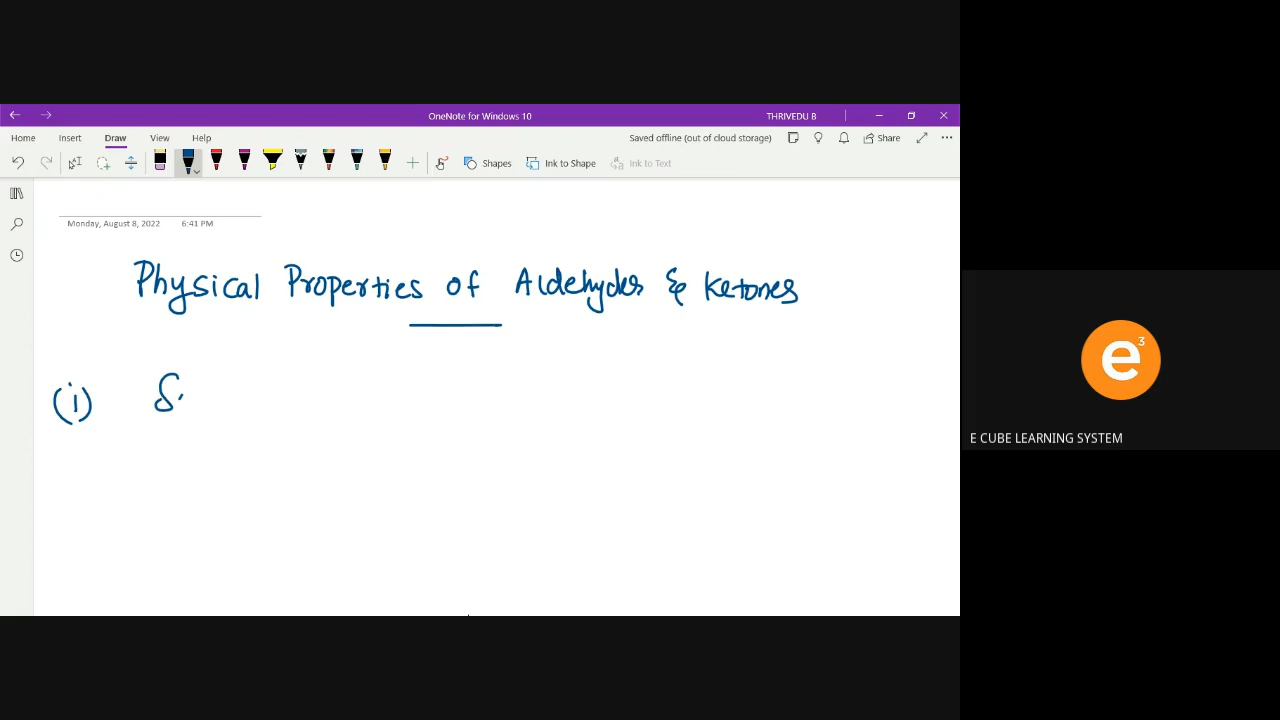 OneNote for Windows 10
THRIVEDU B
Home Insert Draw View Help
Saved offline (out of cloud storage)
Share
Shapes
Ink to Shape
Ink to Text
Monday, August 8, 2022 6:41 PM
Physical Properties of Aldehydes & Ketones
(i) S
e3
E CUBE LEARNING SYSTEM